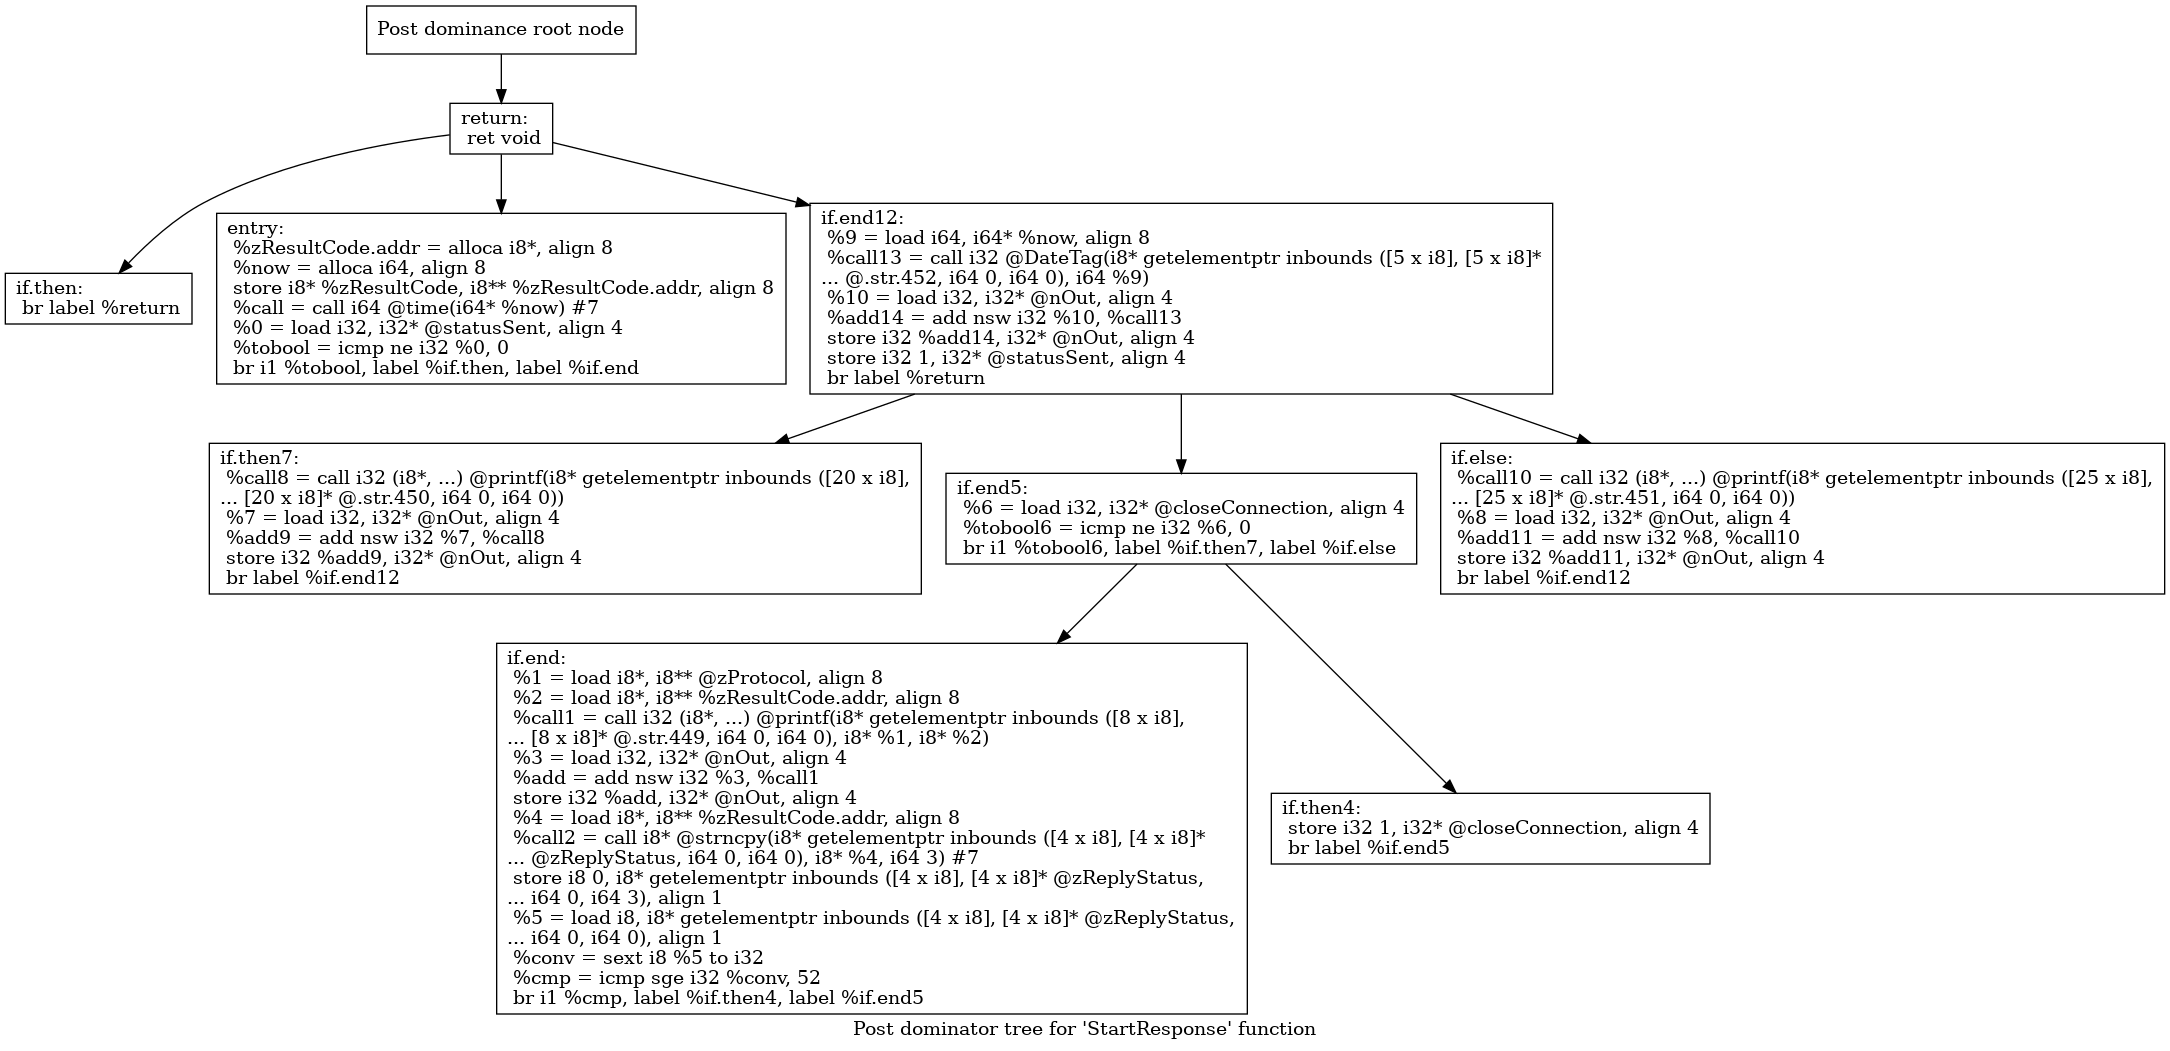 Post dominance root node
return:
ret void
if.then:
br label %return
entry:
%zResultCode.addr = alloca i8*, align 8
%now = alloca i64, align 8
store i8* %zResultCode, i8** %zResultCode.addr, align 8
%call = call i64 @time(i64* %now) #7
%0 = load i32, i32* @statusSent, align 4
%tobool = icmp ne i32 %0, 0
br i1 %tobool, label %if.then, label %if.end
if.end12:
%9 = load i64, i64* %now, align 8
%call13 = call i32 @DateTag(i8* getelementptr inbounds ([5 x i8], [5 x i8]*
... @.str.452, i64 0, i64 0), i64 %9)
%10 = load i32, i32* @nOut, align 4
%add14 = add nsw i32 %10, %call13
store i32 %add14, i32* @nOut, align 4
store i32 1, i32* @statusSent, align 4
br label %return
if.then7:
%call8 = call i32 (i8*, ...) @printf(i8* getelementptr inbounds ([20 x i8],
... [20 x i8]* @.str.450, i64 0, i64 0))
%7 = load i32, i32* @nOut, align 4
%add9 = add nsw i32 %7, %call8
store i32 %add9, i32* @nOut, align 4
br label %if.end12
if.end5:
%6 = load i32, i32* @closeConnection, align 4
%tobool6 = icmp ne i32 %6, 0
br i1 %tobool6, label %if.then7, label %if.else
if.else:
%call10 = call i32 (i8*, ...) @printf(i8* getelementptr inbounds ([25 x i8],
... [25 x i8]* @.str.451, i64 0, i64 0))
%8 = load i32, i32* @nOut, align 4
%add11 = add nsw i32 %8, %call10
store i32 %add11, i32* @nOut, align 4
br label %if.end12
if.end:
%1 = load i8*, i8** @zProtocol, align 8
%2 = load i8*, i8** %zResultCode.addr, align 8
%call1 = call i32 (i8*, ...) @printf(i8* getelementptr inbounds ([8 x i8],
... [8 x i8]* @.str.449, i64 0, i64 0), i8* %1, i8* %2)
%3 = load i32, i32* @nOut, align 4
%add = add nsw i32 %3, %call1
store i32 %add, i32* @nOut, align 4
%4 = load i8*, i8** %zResultCode.addr, align 8
%call2 = call i8* @strncpy(i8* getelementptr inbounds ([4 x i8], [4 x i8]*
... @zReplyStatus, i64 0, i64 0), i8* %4, i64 3) #7
store i8 0, i8* getelementptr inbounds ([4 x i8], [4 x i8]* @zReplyStatus,
... i64 0, i64 3), align 1
%5 = load i8, i8* getelementptr inbounds ([4 x i8], [4 x i8]* @zReplyStatus,
... i64 0, i64 0), align 1
%conv = sext i8 %5 to i32
%cmp = icmp sge i32 %conv, 52
br i1 %cmp, label %if.then4, label %if.end5
if.then4:
store i32 1, i32* @closeConnection, align 4
br label %if.end5
Post dominator tree for 'StartResponse' function